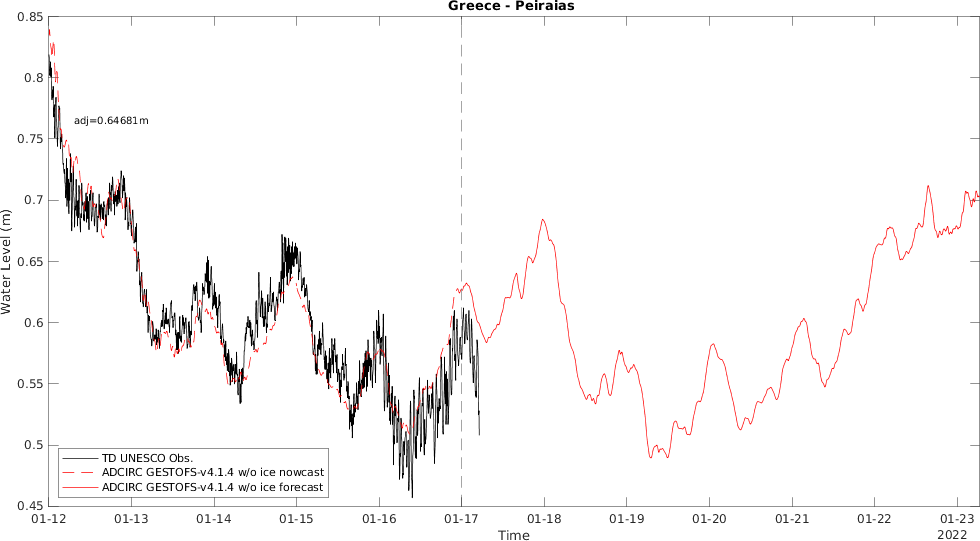 Greece - Peiraias
0.85
0.8
0.75
0.7
0.65
0.6
0.55
0.5
0.45
Water Level (m)
adj=0.64681m
TD UNESCO Obs.
ADCIRC GESTOFS-v4.1.4 w/o ice nowcast
ADCIRC GESTOFS-v4.1.4 w/o ice forecast
01-12 01-13 01-14 01-15 01-16 01-17 01-18 01-19 01-20 01-21 01-22 01-23
Time
2022